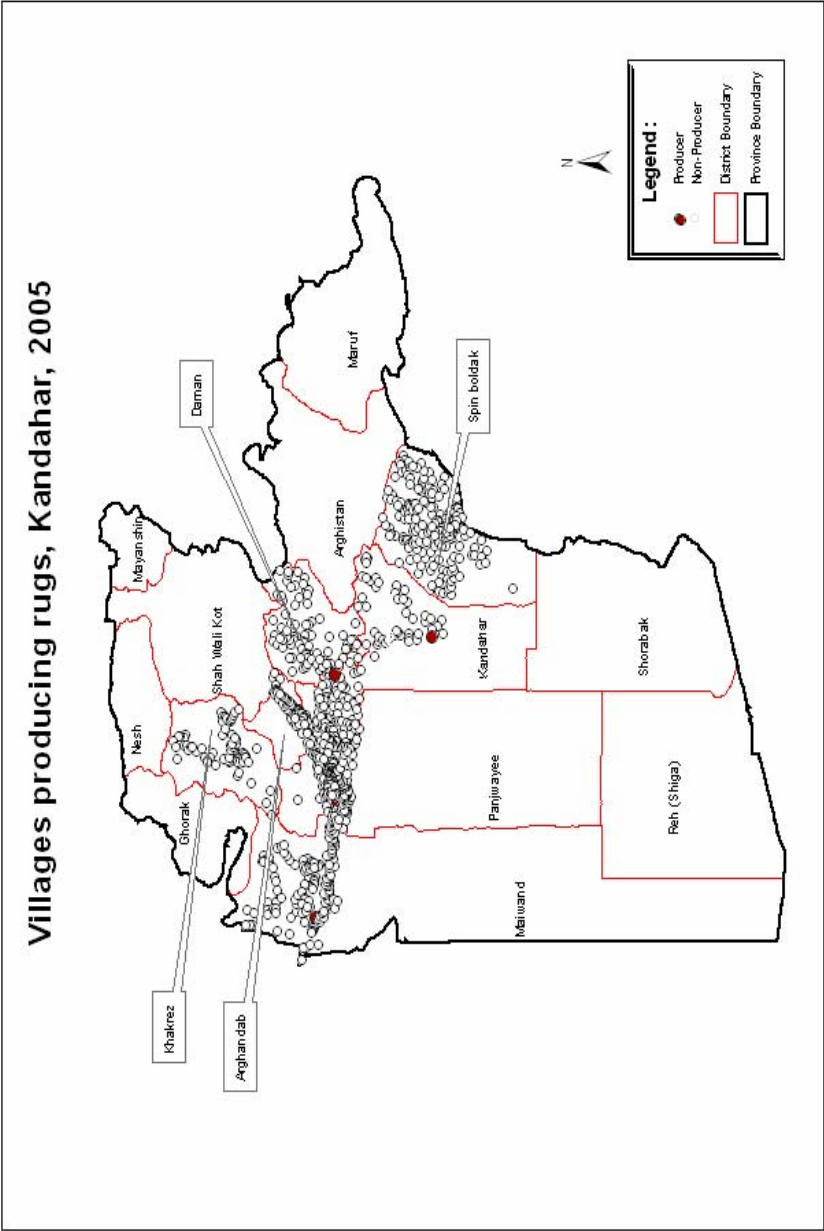 Villages producing rugs, Kandahar, 2005
Khakrez
Arghandab
Daman
Spin boldak
Ghorak
Nesh
Mayanshin
Shah Wali Kot
Arghistan
Maruf
Maiwand
Panjwayee
Kandahar
Reh (Shiga)
Shorabak
N
Legend :
Producer
Non-Producer
District Boundary
Province Boundary